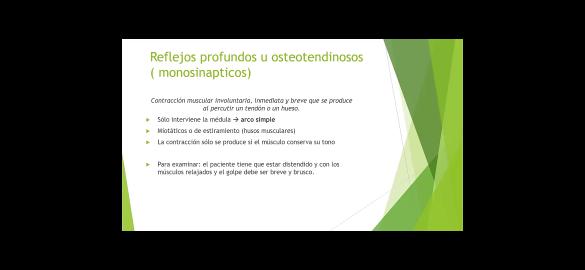 Reflejos profundos u osteotendinosos
( monosinapticos)
Contracción muscular involuntaria, inmediata y breve que se produce
al percutir un tendón o un hueso.
Sólo interviene la médula → arco simple
Miotáticos o de estiramiento (husos musculares)
La contracción sólo se produce si el músculo conserva su tono
Para examinar: el paciente tiene que estar distendido y con los
músculos relajados y el golpe debe ser breve y brusco.